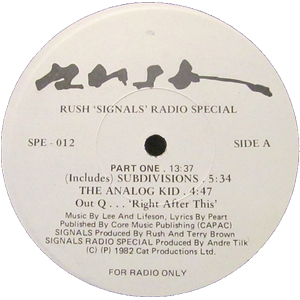 RUSH
RUSH 'SIGNALS' RADIO SPECIAL
SPE - 012 SIDE A
PART ONE . 13:37
(Includes) SUBDIVISIONS . 5:34
THE ANALOG KID . 4:47
Out Q . . . 'Right After This'
Music By Lee And Lifeson, Lyrics By Peart
Published By Core Music Publishing (CAPAC)
SIGNALS Produced By Rush And Terry Brown
SIGNALS RADIO SPECIAL Produced By Andre Tilk
(C) (P) 1982 Cat Productions Ltd.
FOR RADIO ONLY